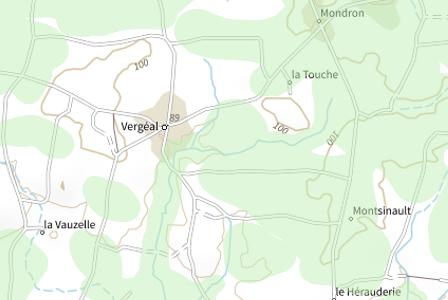 Mondron
100
la Touche
89
Vergéal
100
100
Montsinault
la Vauzelle
le Hérauderie